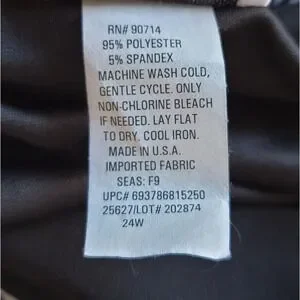 RN# 90714
95% POLYESTER
5% SPANDEX
MACHINE WASH COLD,
GENTLE CYCLE. ONLY
NON-CHLORINE BLEACH
IF NEEDED. LAY FLAT
TO DRY. COOL IRON.
MADE IN U.S.A.
IMPORTED FABRIC
SEAS: F9
UPC# 693786815250
25627/LOT# 202874
24W